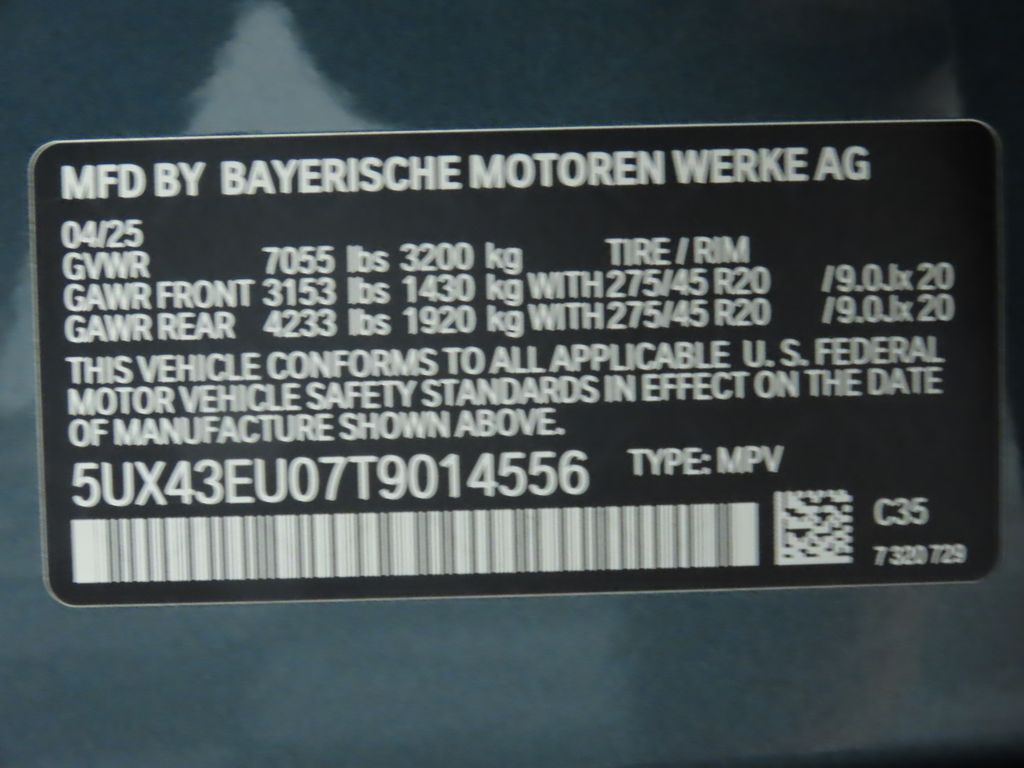 MFD BY BAYERISCHE MOTOREN WERKE AG
04/25
GVWR 7055 lbs 3200 kg TIRE / RIM
GAWR FRONT 3153 lbs 1430 kg WITH 275/45 R20 /9.0Jx20
GAWR REAR 4233 lbs 1920 kg WITH 275/45 R20 /9.0Jx20
THIS VEHICLE CONFORMS TO ALL APPLICABLE U. S. FEDERAL
MOTOR VEHICLE SAFETY STANDARDS IN EFFECT ON THE DATE
OF MANUFACTURE SHOWN ABOVE.
5UX43EU07T9014556 TYPE: MPV
C35
7320729